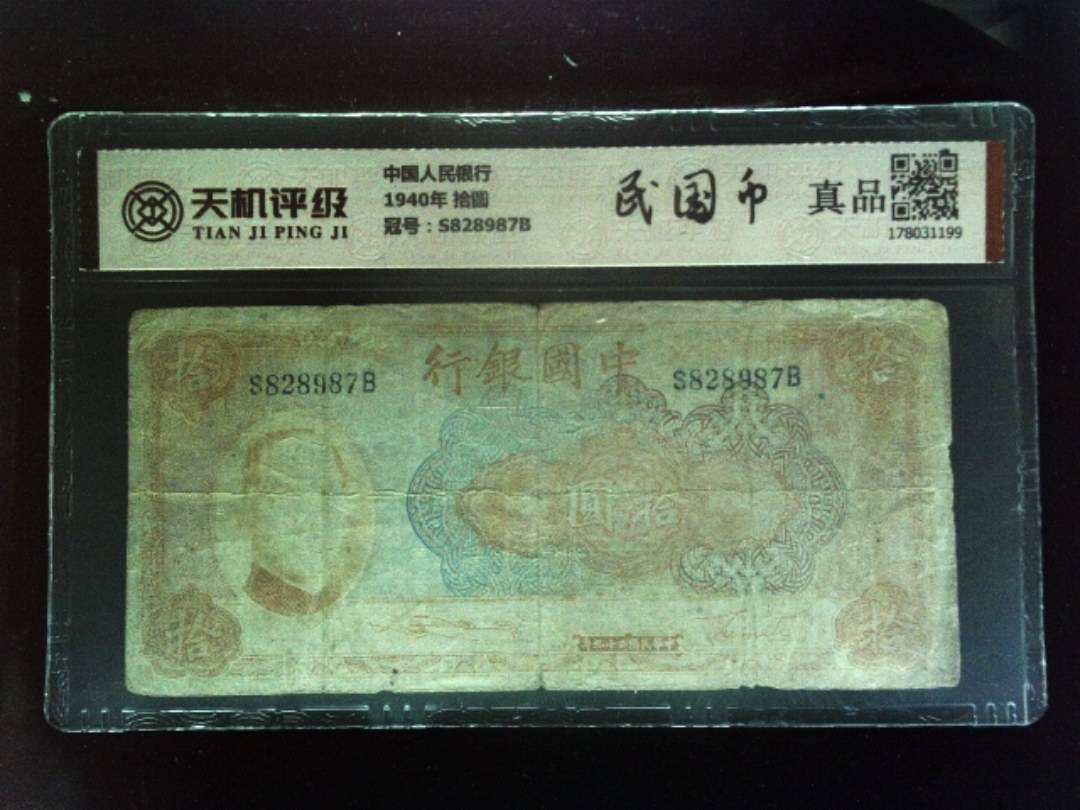 天机评级
TIAN JI PING JI
中国人民银行
1940年 拾圆
冠号：S828987B
民国币
真品
178031199
行銀國中
拾
拾
S828987B
S828987B
圓拾
拾
拾